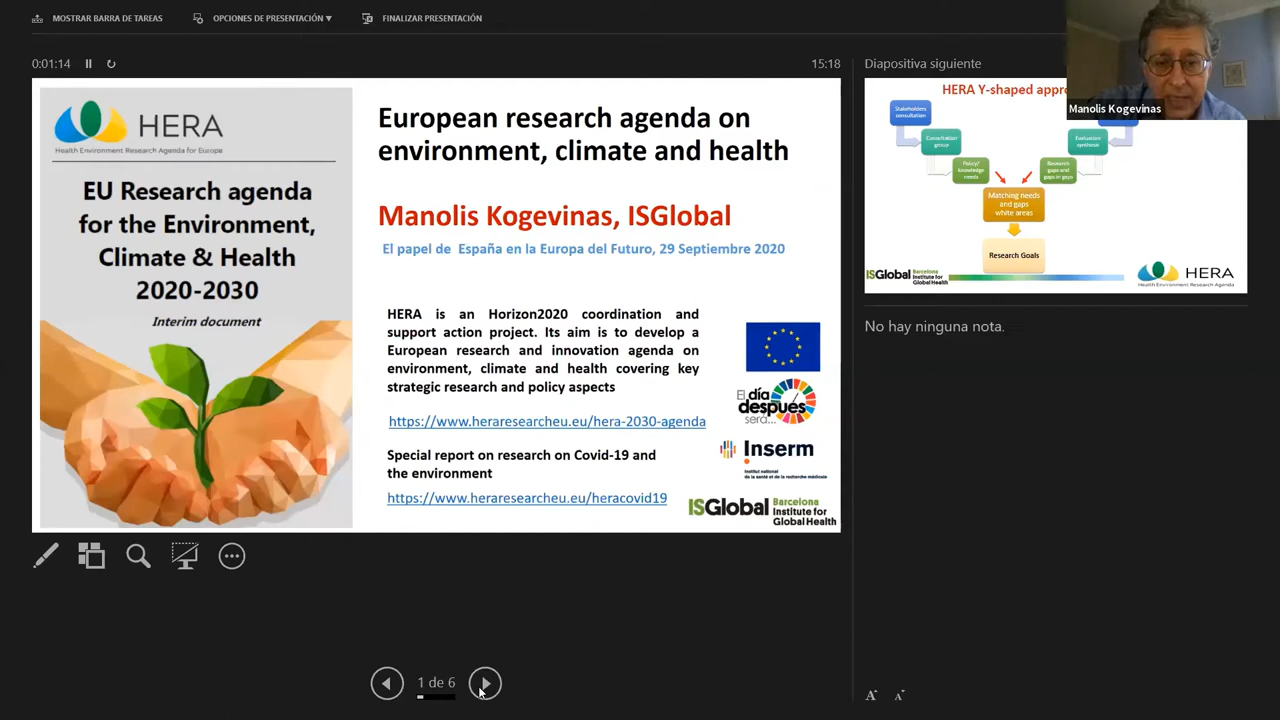 MOSTRAR BARRA DE TAREAS
OPCIONES DE PRESENTACIÓN ▼
FINALIZAR PRESENTACIÓN
0:01:14
15:18
HERA
Health Environment Research Agenda for Europe
EU Research agenda
for the Environment,
Climate & Health
2020-2030
Interim document
European research agenda on
environment, climate and health
Manolis Kogevinas, ISGlobal
El papel de España en la Europa del Futuro, 29 Septiembre 2020
HERA is an Horizon2020 coordination and
support action project. Its aim is to develop a
European research and innovation agenda on
environment, climate and health covering key
strategic research and policy aspects
https://www.heraresearcheu.eu/hera-2030-agenda
Special report on research on Covid-19 and
the environment
https://www.heraresearcheu.eu/heracovid19
El día
después
será...
Inserm
Institut national
de la santé et de la recherche médicale
ISGlobal Barcelona
Institute for
Global Health
1 de 6
Diapositiva siguiente
Manolis Kogevinas
HERA Y-shaped appro
Stakeholders
consultation
Consultation
group
Evaluation
synthesis
Policy/
knowledge
needs
Research
gaps and
gaps in gaps
Matching needs
and gaps
white areas
Research Goals
ISGlobal Barcelona
Institute for
Global Health
HERA
Health Environment Research Agenda
No hay ninguna nota.
A A